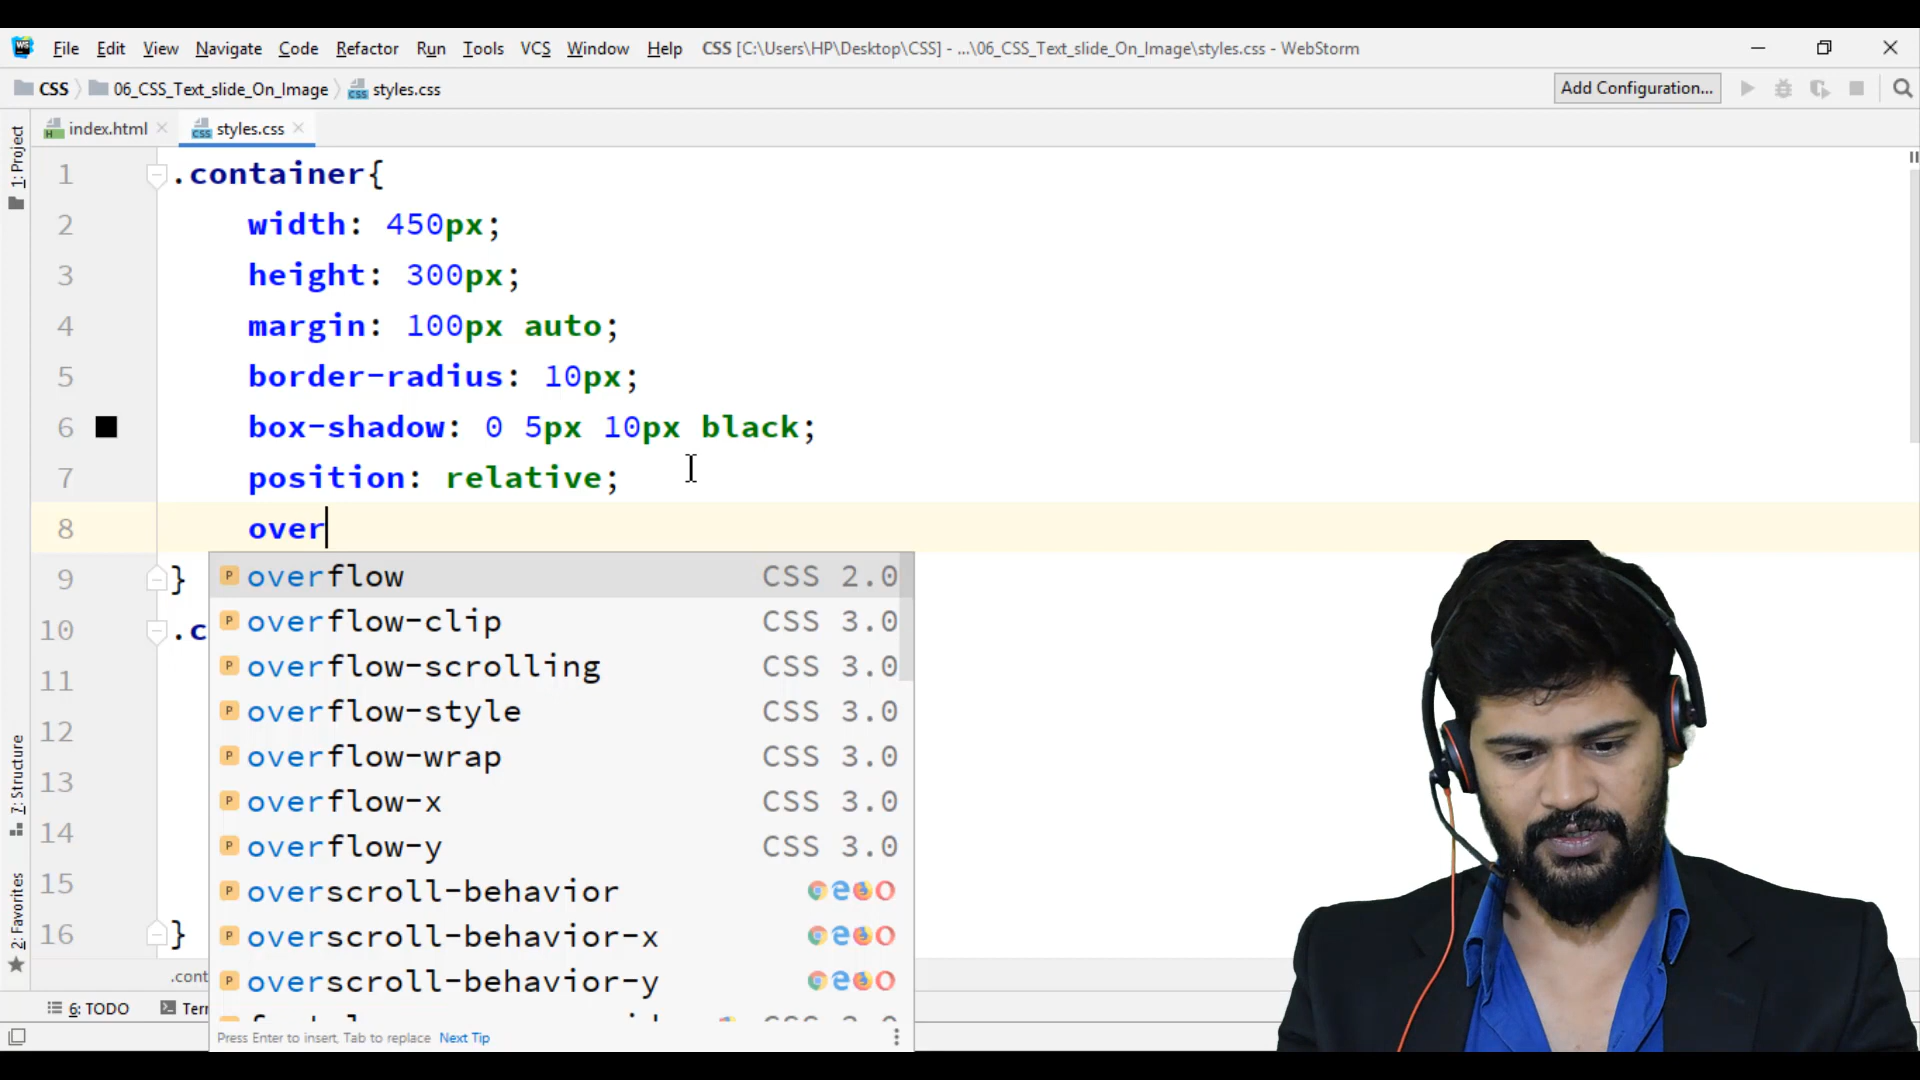 File Edit View Navigate Code Refactor Run Tools VCS Window Help CSS [C:\Users\HP\Desktop\CSS] - ...\06_CSS_Text_slide_On_Image\styles.css - WebStorm
CSS 06_CSS_Text_slide_On_Image styles.css Add Configuration...
index.html styles.css
1: Project
1 .container{
2 width: 450px;
3 height: 300px;
4 margin: 100px auto;
5 border-radius: 10px;
6 box-shadow: 0 5px 10px black;
7 position: relative;
8 over
9 }
overflow CSS 2.0
overflow-clip CSS 3.0
10 .c
overflow-scrolling CSS 3.0
11
overflow-style CSS 3.0
12
overflow-wrap CSS 3.0
13
overflow-x CSS 3.0
14
overflow-y CSS 3.0
15
overscroll-behavior
16 }
overscroll-behavior-x
overscroll-behavior-y
7: Structure
2: Favorites
.cont
6: TODO Terr
Press Enter to insert, Tab to replace Next Tip